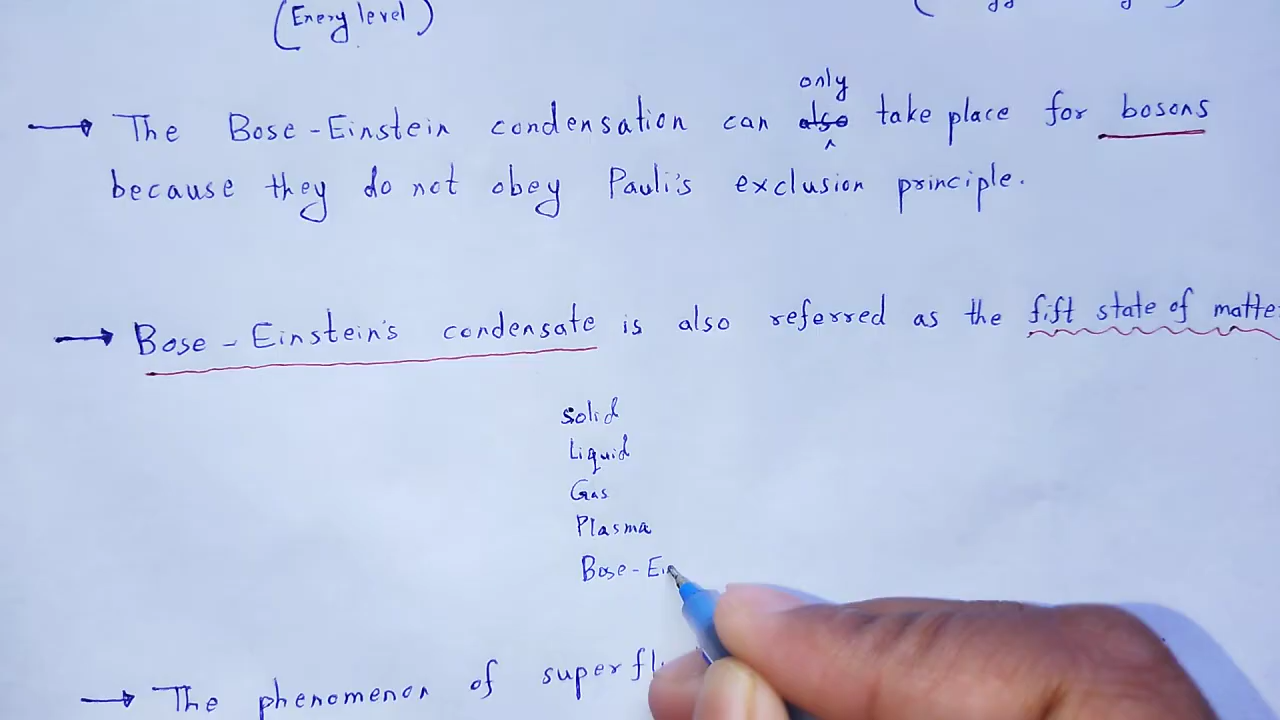 (Enery level)
only
The Bose-Einstein condensation can also take place for bosons
because they do not obey Pauli's exclusion principle.
Bose-Einstein's condensate is also referred as the fift state of matte
Solid
Liquid
Gas
Plasma
Bose-Ein
The phenomenon of superfl